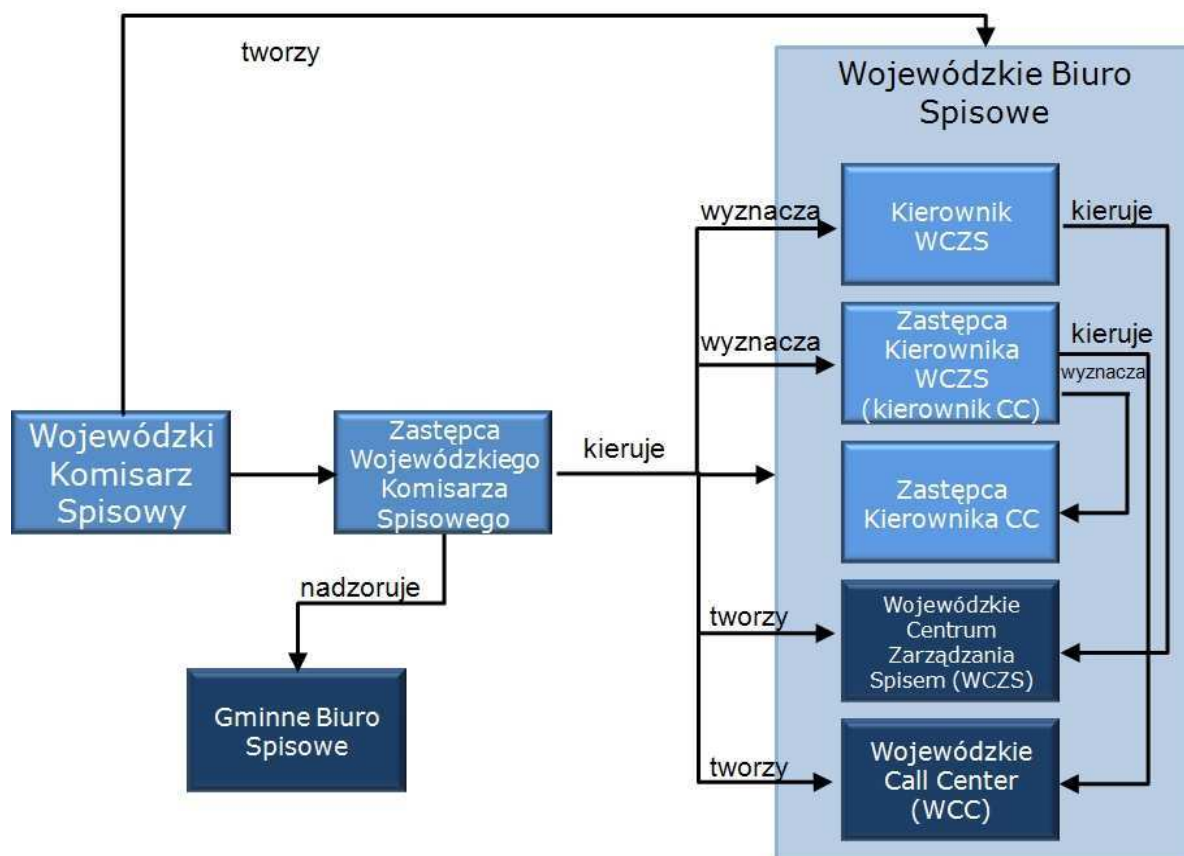 tworzy
Wojewódzkie Biuro
Spisowe
wyznacza
Kierownik
WCZS
kieruje
wyznacza
Zastępca
Kierownika
WCZS
(kierownik CC)
kieruje
wyznacza
Wojewódzki
Komisarz
Spisowy
Zastępca
Wojewódzkiego
Komisarza
Spisowego
kieruje
Zastępca
Kierownika CC
nadzoruje
tworzy
Wojewódzkie
Centrum
Zarządzania
Spisem (WCZS)
Gminne Biuro
Spisowe
tworzy
Wojewódzkie
Call Center
(WCC)